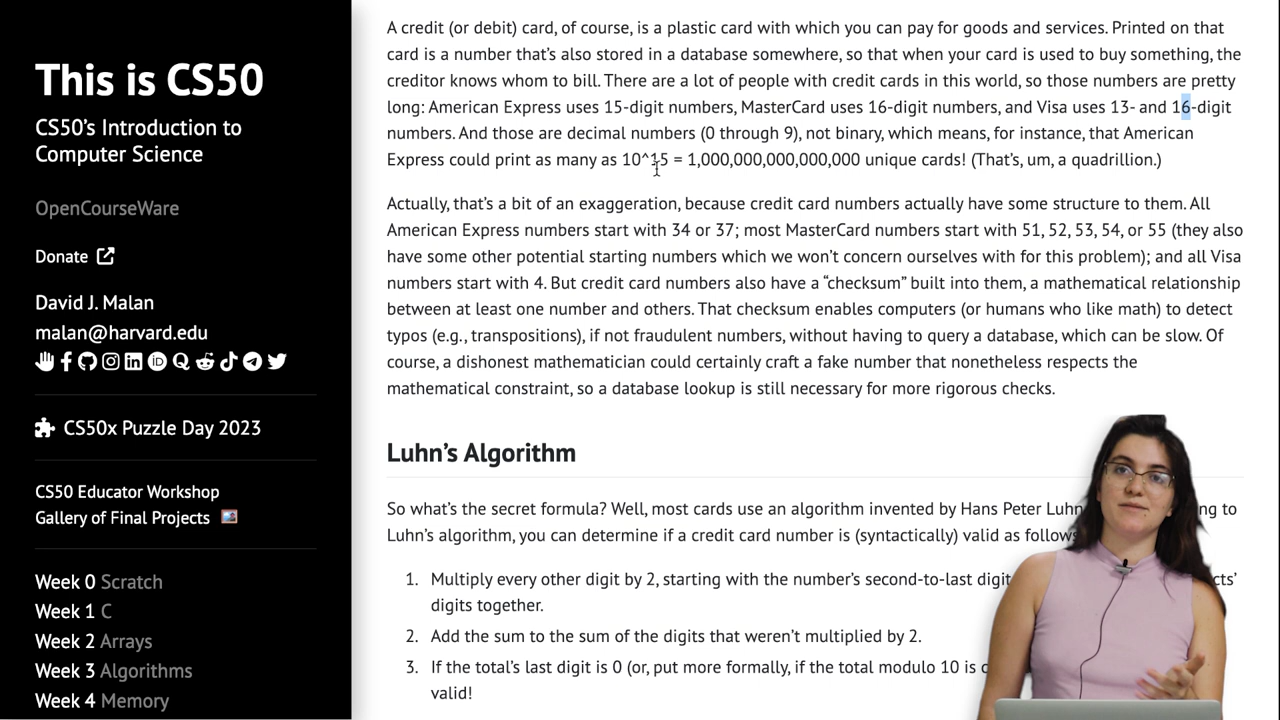 This is CS50
CS50's Introduction to
Computer Science
OpenCourseWare
Donate
David J. Malan
malan@harvard.edu
CS50x Puzzle Day 2023
CS50 Educator Workshop
Gallery of Final Projects
Week 0 Scratch
Week 1 C
Week 2 Arrays
Week 3 Algorithms
Week 4 Memory
A credit (or debit) card, of course, is a plastic card with which you can pay for goods and services. Printed on that
card is a number that's also stored in a database somewhere, so that when your card is used to buy something, the
creditor knows whom to bill. There are a lot of people with credit cards in this world, so those numbers are pretty
long: American Express uses 15-digit numbers, MasterCard uses 16-digit numbers, and Visa uses 13- and 16-digit
numbers. And those are decimal numbers (0 through 9), not binary, which means, for instance, that American
Express could print as many as 10^15 = 1,000,000,000,000,000 unique cards! (That's, um, a quadrillion.)
Actually, that's a bit of an exaggeration, because credit card numbers actually have some structure to them. All
American Express numbers start with 34 or 37; most MasterCard numbers start with 51, 52, 53, 54, or 55 (they also
have some other potential starting numbers which we won't concern ourselves with for this problem); and all Visa
numbers start with 4. But credit card numbers also have a “checksum” built into them, a mathematical relationship
between at least one number and others. That checksum enables computers (or humans who like math) to detect
typos (e.g., transpositions), if not fraudulent numbers, without having to query a database, which can be slow. Of
course, a dishonest mathematician could certainly craft a fake number that nonetheless respects the
mathematical constraint, so a database lookup is still necessary for more rigorous checks.
Luhn's Algorithm
So what's the secret formula? Well, most cards use an algorithm invented by Hans Peter Luhn to
Luhn's algorithm, you can determine if a credit card number is (syntactically) valid as follows
1. Multiply every other digit by 2, starting with the number's second-to-last digit
digits together.
2. Add the sum to the sum of the digits that weren't multiplied by 2.
3. If the total's last digit is 0 (or, put more formally, if the total modulo 10 is
valid!